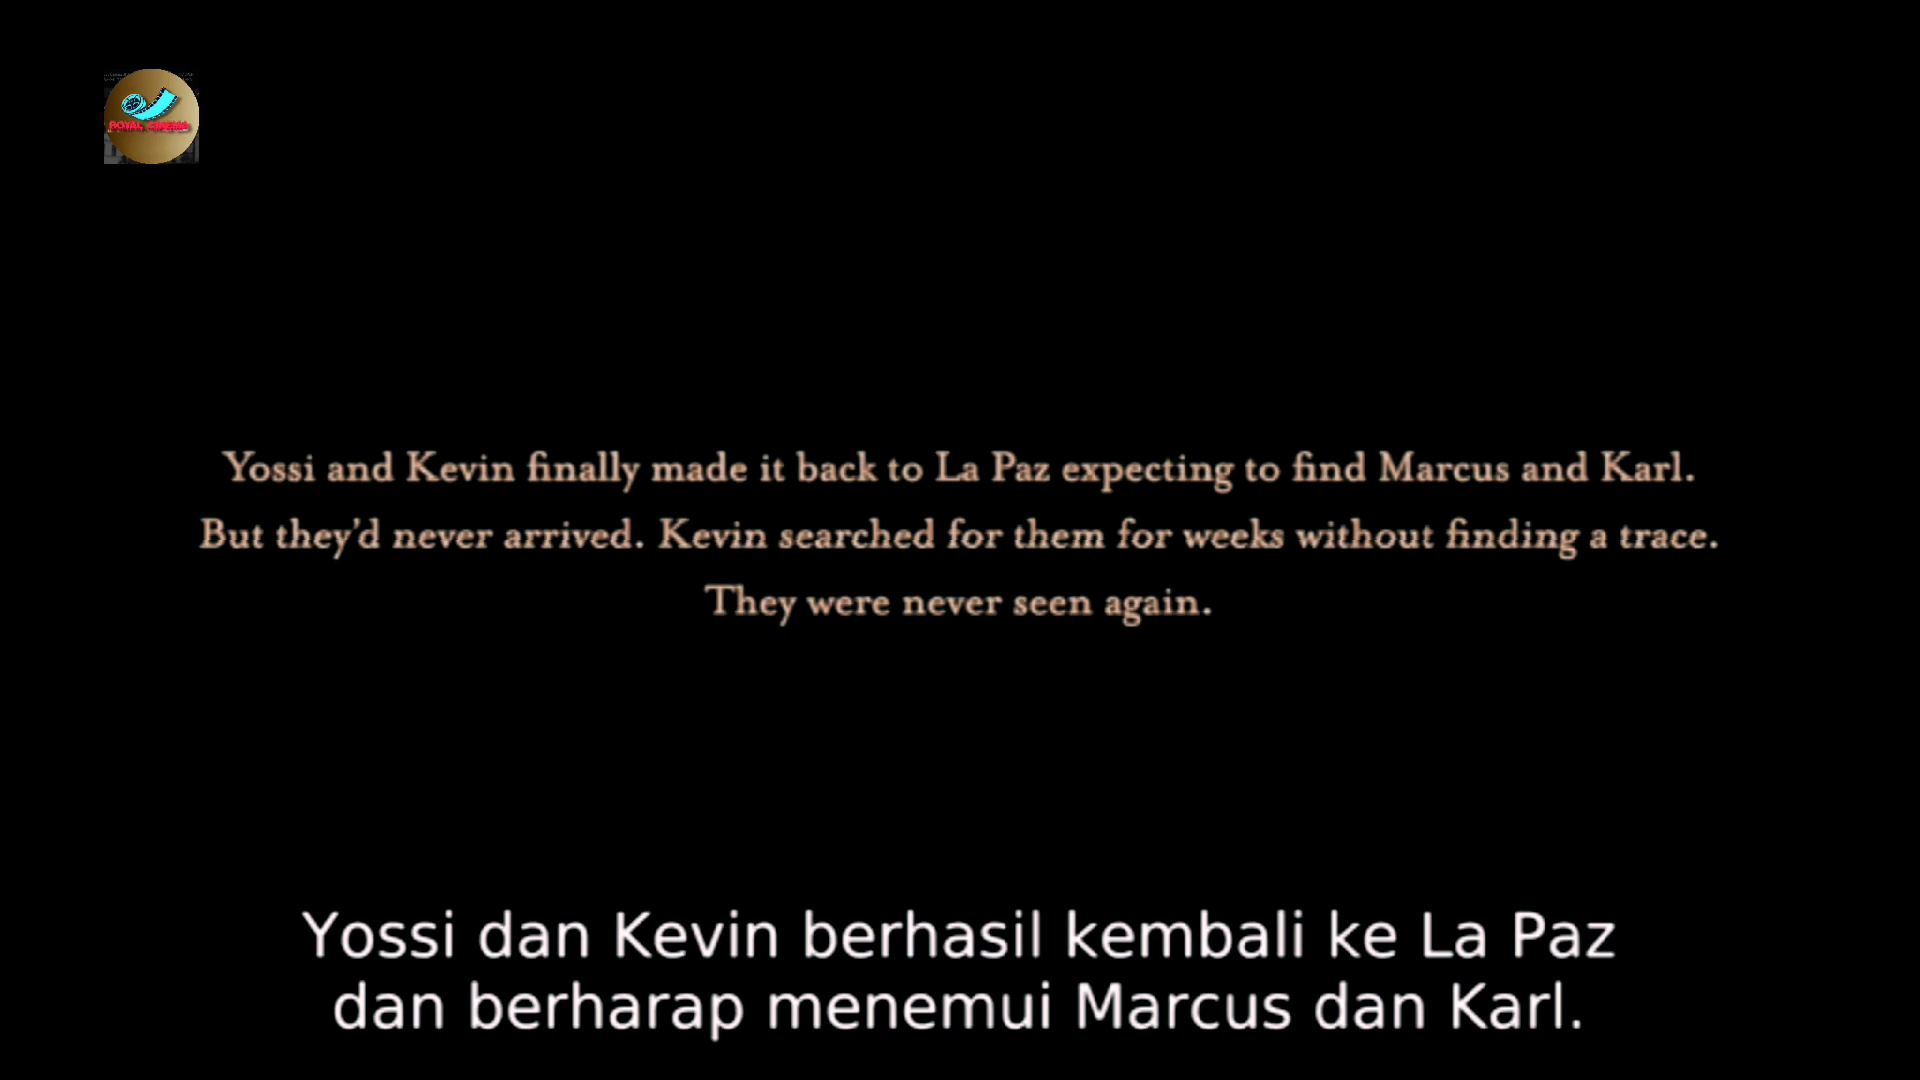 ROYAL CINEMA
Yossi and Kevin finally made it back to La Paz expecting to find Marcus and Karl.
But they'd never arrived. Kevin searched for them for weeks without finding a trace.
They were never seen again.
Yossi dan Kevin berhasil kembali ke La Paz
dan berharap menemui Marcus dan Karl.